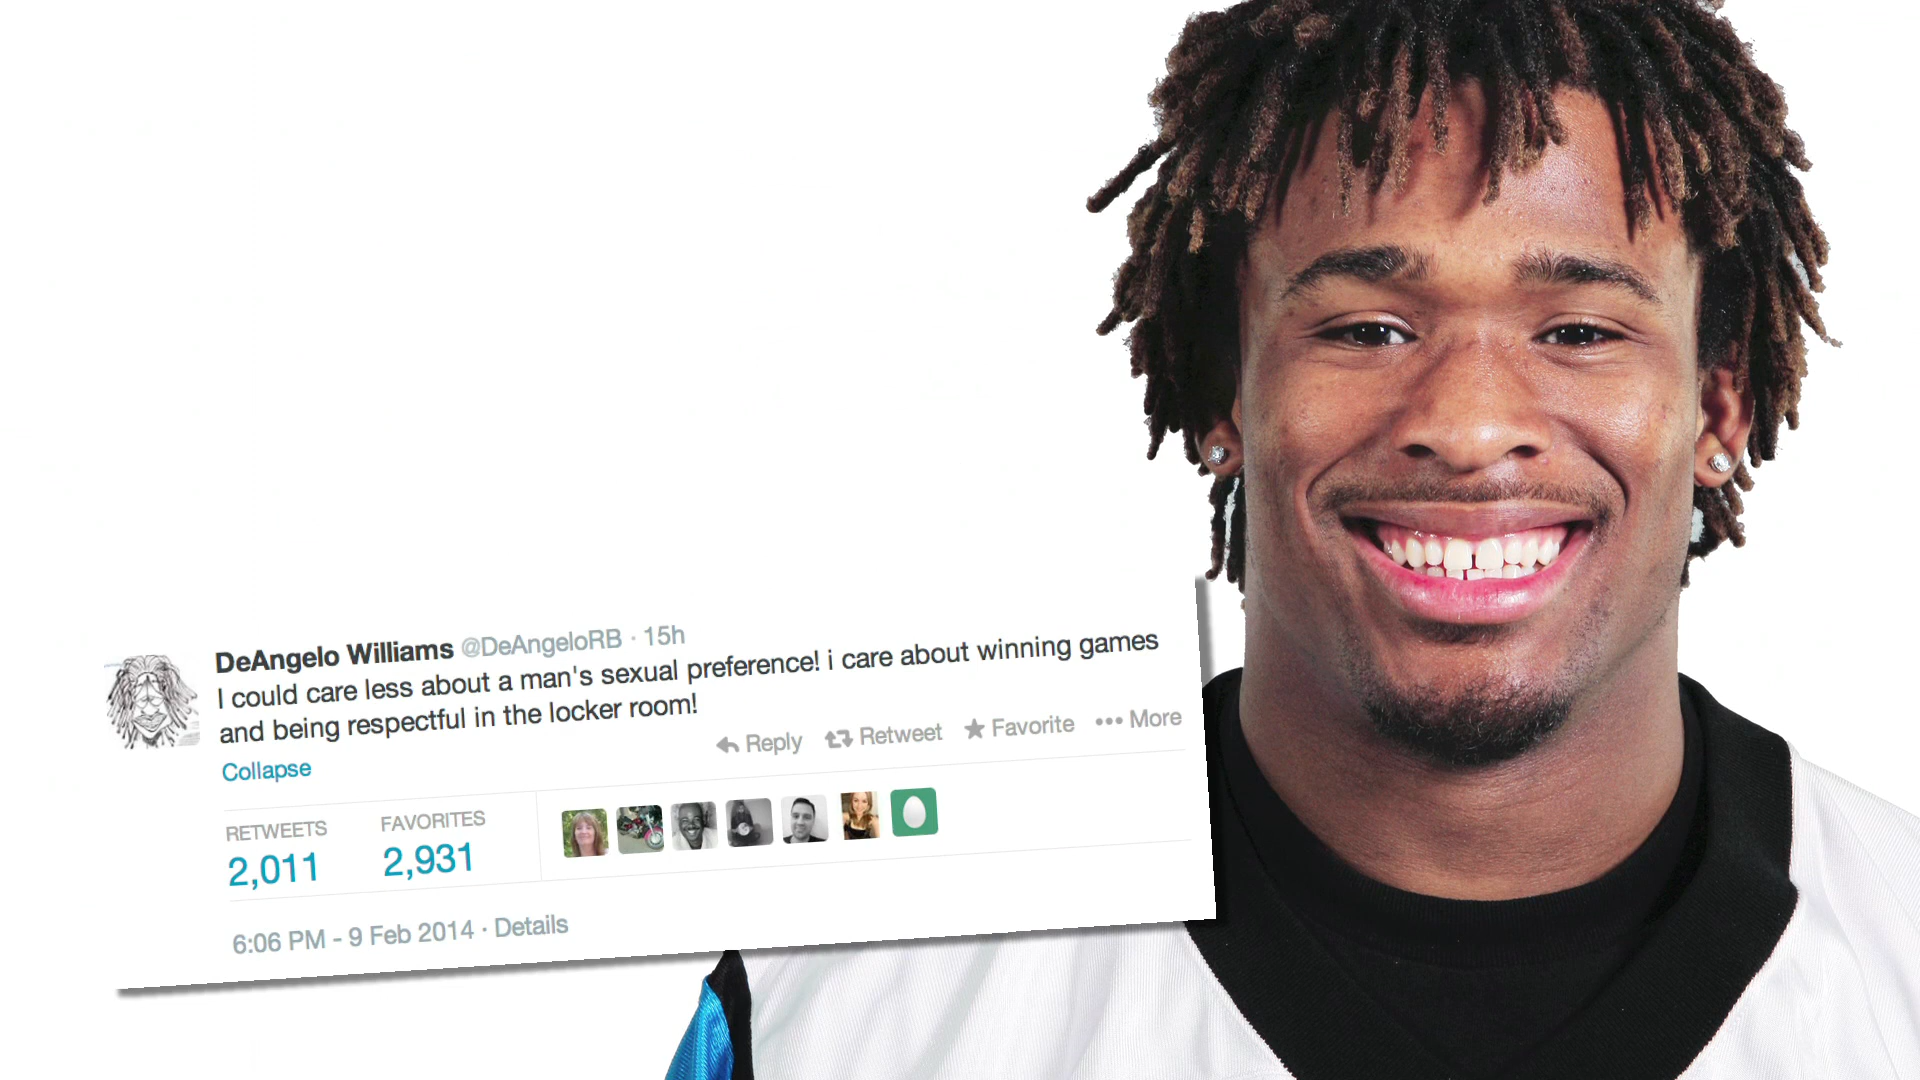 DeAngelo Williams @DeAngeloRB · 15h
I could care less about a man's sexual preference! i care about winning games
and being respectful in the locker room!
Reply Retweet Favorite More
Collapse
RETWEETS FAVORITES
2,011 2,931
6:06 PM - 9 Feb 2014 · Details